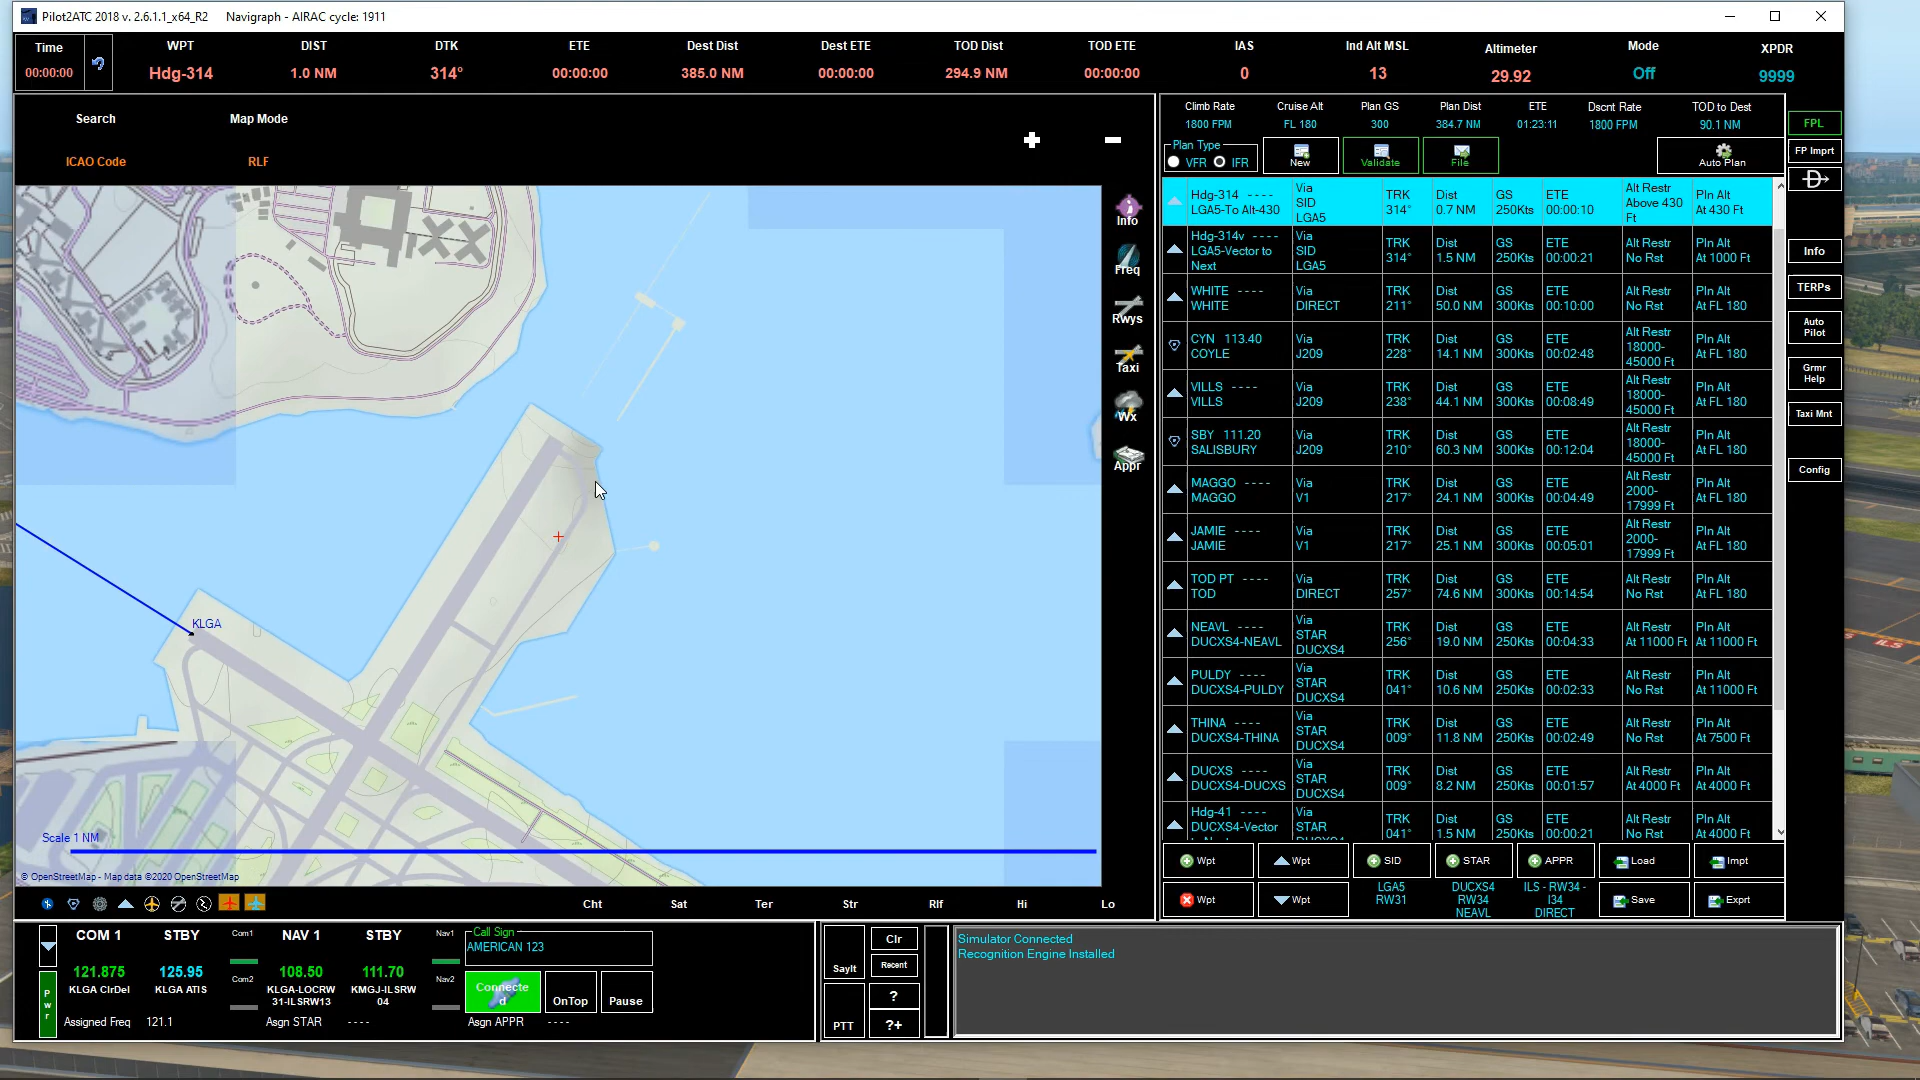 Pilot2ATC 2018 v. 2.6.1.1_x64_R2 Navigraph - AIRAC cycle: 1911
Time WPT DIST DTK ETE Dest Dist Dest ETE TOD Dist TOD ETE IAS Ind Alt MSL Altimeter Mode XPDR
00:00:00 Hdg-314 1.0 NM 314° 00:00:00 385.0 NM 00:00:00 294.9 NM 00:00:00 0 13 29.92 Off 9999
Search Map Mode
ICAO Code RLF
Info
Freq
Rwys
Taxi
Wx
Appr
KLGA
Scale 1 NM
© OpenStreetMap - Map data ©2020 OpenStreetMap
Cht Sat Ter Str Rlf Hi Lo
Climb Rate Cruise Alt Plan GS Plan Dist ETE Dscnt Rate TOD to Dest
1800 FPM FL 180 300 384.7 NM 01:23:11 1800 FPM 90.1 NM
Plan Type
VFR IFR
New
Validate
File
Auto Plan
Hdg-314 ---- Via TRK Dist GS ETE Alt Restr Pln Alt
LGA5-To Alt-430 SID LGA5 314° 0.7 NM 250Kts 00:00:10 Above 430 Ft At 430 Ft
Hdg-314v ---- Via TRK Dist GS ETE Alt Restr Pln Alt
LGA5-Vector to Next SID LGA5 314° 1.5 NM 250Kts 00:00:21 No Rst At 1000 Ft
WHITE ---- Via TRK Dist GS ETE Alt Restr Pln Alt
WHITE DIRECT 211° 50.0 NM 300Kts 00:10:00 No Rst At FL 180
CYN 113.40 Via TRK Dist GS ETE Alt Restr Pln Alt
COYLE J209 228° 14.1 NM 300Kts 00:02:48 18000-45000 Ft At FL 180
VILLS ---- Via TRK Dist GS ETE Alt Restr Pln Alt
VILLS J209 238° 44.1 NM 300Kts 00:08:49 18000-45000 Ft At FL 180
SBY 111.20 Via TRK Dist GS ETE Alt Restr Pln Alt
SALISBURY J209 210° 60.3 NM 300Kts 00:12:04 18000-45000 Ft At FL 180
MAGGO ---- Via TRK Dist GS ETE Alt Restr Pln Alt
MAGGO V1 217° 24.1 NM 300Kts 00:04:49 2000-17999 Ft At FL 180
JAMIE ---- Via TRK Dist GS ETE Alt Restr Pln Alt
JAMIE V1 217° 25.1 NM 300Kts 00:05:01 2000-17999 Ft At FL 180
TOD PT ---- Via TRK Dist GS ETE Alt Restr Pln Alt
TOD DIRECT 257° 74.6 NM 300Kts 00:14:54 No Rst At FL 180
NEAVL ---- Via TRK Dist GS ETE Alt Restr Pln Alt
DUCXS4-NEAVL STAR DUCXS4 256° 19.0 NM 250Kts 00:04:33 At 11000 Ft At 11000 Ft
PULDY ---- Via TRK Dist GS ETE Alt Restr Pln Alt
DUCXS4-PULDY STAR DUCXS4 041° 10.6 NM 250Kts 00:02:33 No Rst At 11000 Ft
THINA ---- Via TRK Dist GS ETE Alt Restr Pln Alt
DUCXS4-THINA STAR DUCXS4 009° 11.8 NM 250Kts 00:02:49 No Rst At 7500 Ft
DUCXS ---- Via TRK Dist GS ETE Alt Restr Pln Alt
DUCXS4-DUCXS STAR DUCXS4 009° 8.2 NM 250Kts 00:01:57 At 4000 Ft At 4000 Ft
Hdg-41 ---- Via TRK Dist GS ETE Alt Restr Pln Alt
DUCXS4-Vector STAR 041° 1.5 NM 250Kts 00:00:21 No Rst At 4000 Ft
Wpt Wpt SID STAR APPR Load Impt
Wpt Wpt LGA5 RW31 DUCXS4 RW34 NEAVL ILS - RW34 - I34 DIRECT Save Exprt
FPL
FP Imprt
D
Info
TERPs
Auto Pilot
Grmr Help
Taxi Mnt
Config
ILS
COM 1 STBY Com1 NAV 1 STBY Nav1
121.875 125.95 Com2 108.50 111.70 Nav2
KLGA ClrDel KLGA ATIS KLGA-LOCRW 31-ILSRW13 KMGJ-ILSRW 04
Pwr
Assigned Freq 121.1 Asgn STAR ---- Asgn APPR ----
Call Sign
AMERICAN 123
Connected OnTop Pause
SayIt
Clr
Recent
PTT
?
?+
Simulator Connected
Recognition Engine Installed